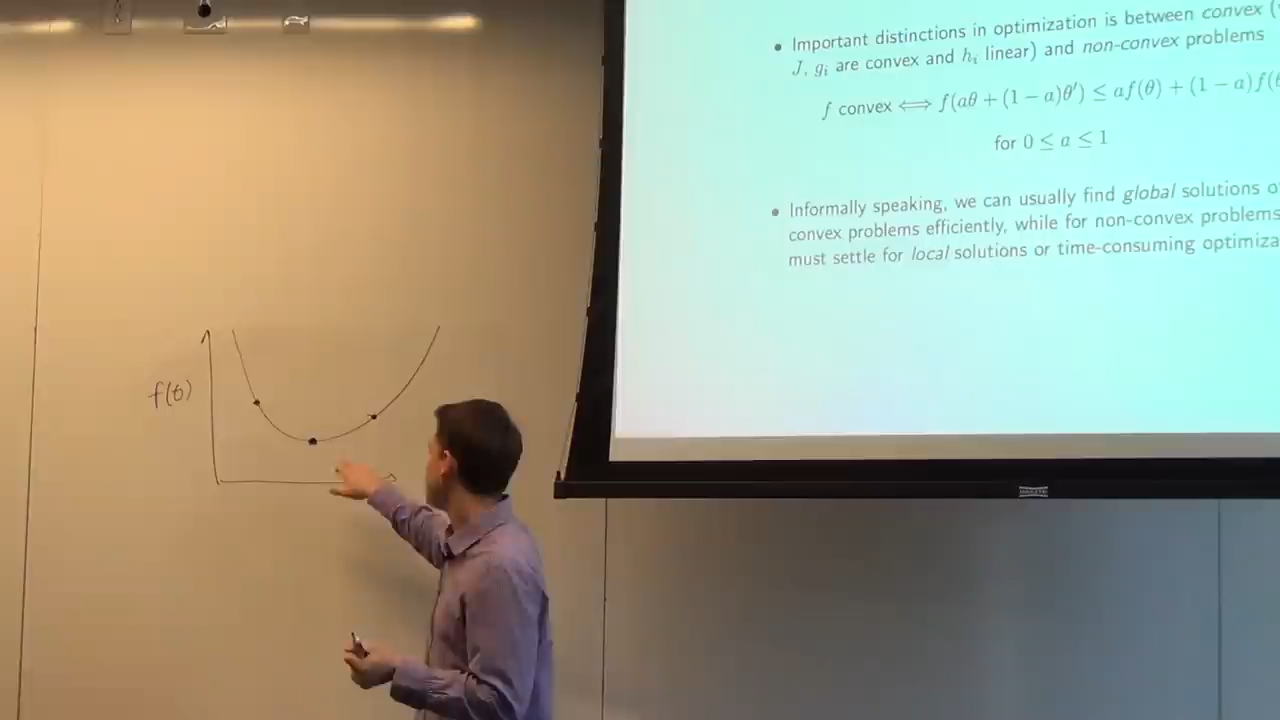 • Important distinctions in optimization is between convex (
J, gᵢ are convex and hᵢ linear) and non-convex problems
f convex ⟺ f(aθ + (1 − a)θ′) ≤ af(θ) + (1 − a)f(
for 0 ≤ a ≤ 1
• Informally speaking, we can usually find global solutions
convex problems efficiently, while for non-convex problems
must settle for local solutions or time-consuming
f(θ)